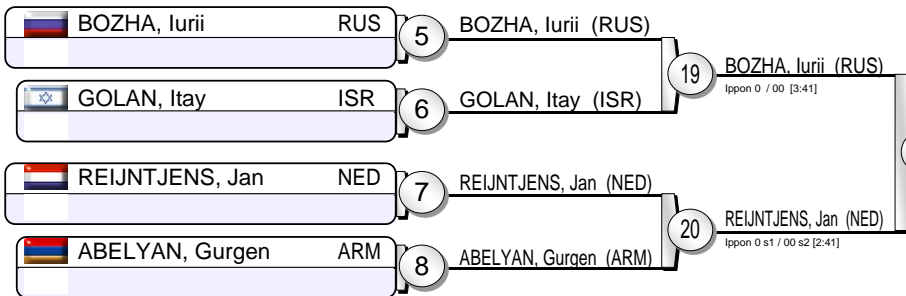 BOZHA, Iurii RUS
5
BOZHA, Iurii (RUS)
GOLAN, Itay ISR
6
GOLAN, Itay (ISR)
19
BOZHA, Iurii (RUS)
Ippon 0 / 00 [3:41]
REIJNTJENS, Jan NED
7
REIJNTJENS, Jan (NED)
ABELYAN, Gurgen ARM
8
ABELYAN, Gurgen (ARM)
20
REIJNTJENS, Jan (NED)
Ippon 0 s1 / 00 s2 [2:41]